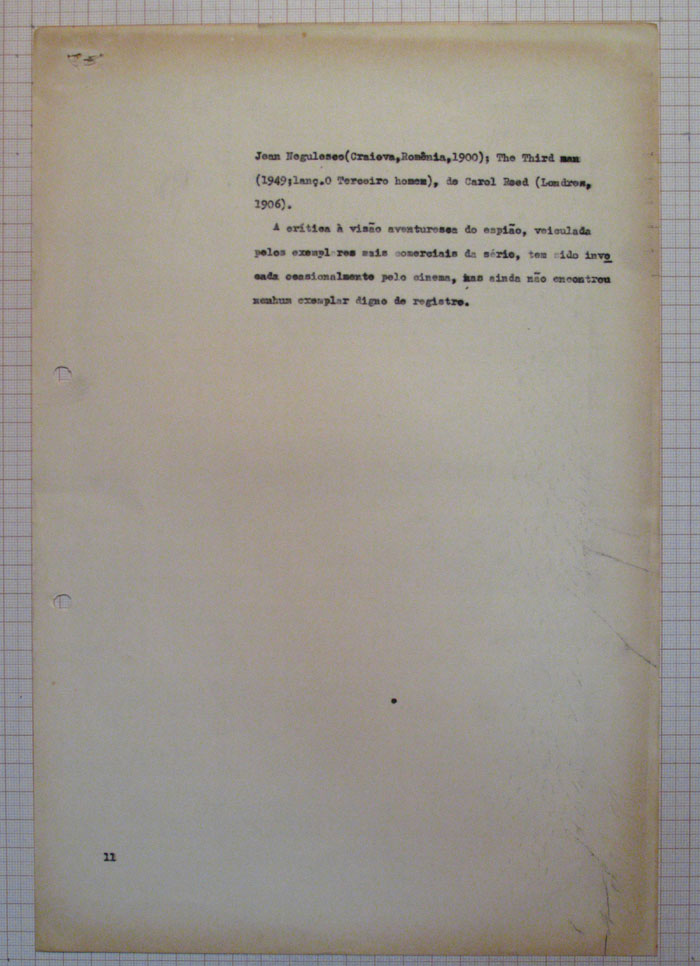 Jean Negulesco(Craiova,Romênia,1900); The Third man
(1949;lanç.O Terceiro homem), de Carol Reed (Londres,
1906).
A crítica à visão aventuresca do espião, veiculada
pelos exemplares mais comerciais da série, tem sido invo
cada ocasionalmente pelo cinema, mas ainda não encontrou
nenhum exemplar digno de registro.
11